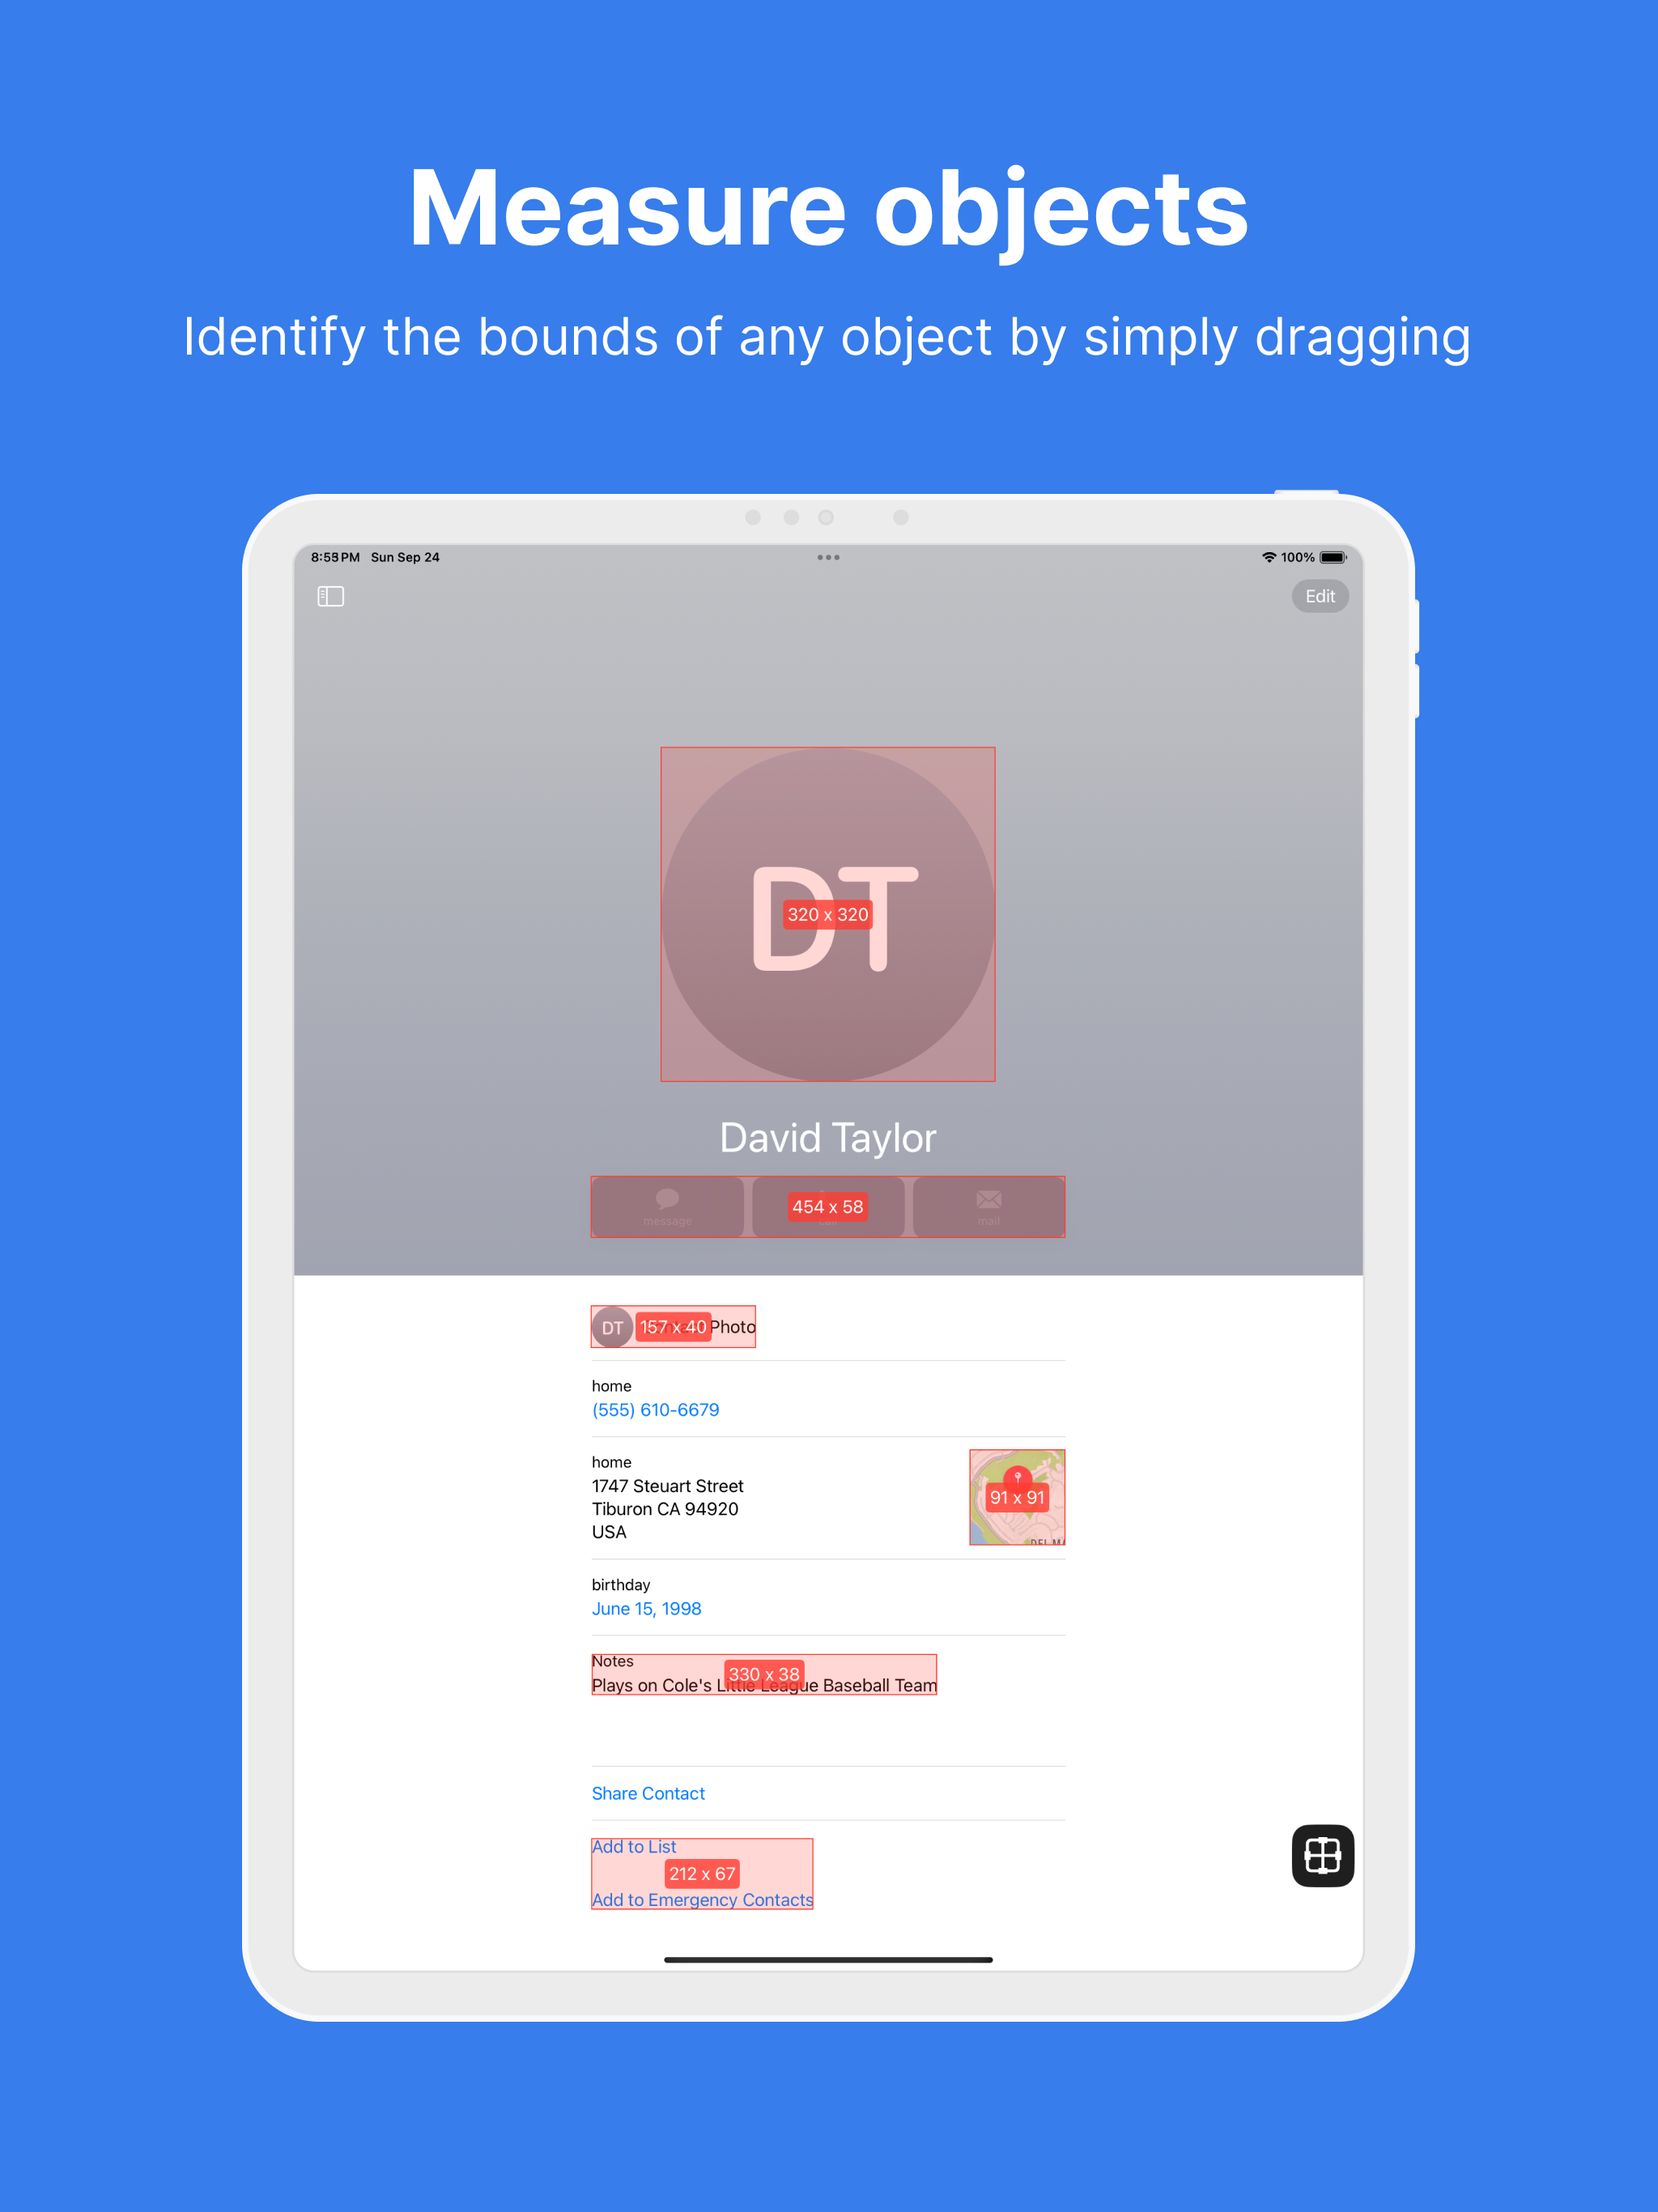 Measure objects
Identify the bounds of any object by simply dragging
PM Sun Sep 24
100%
Edit
DT
320 x 320
David Taylor
message
454 x 58
mail
DT
157 x 40
Photo
home
(555) 610-6679
home
1747 Steuart Street
Tiburon CA 94920
USA
91 x 91
birthday
June 15, 1998
Notes
330 x 38
Plays on Cole's Little League Baseball Team
Share Contact
Add to List
212 x 67
Add to Emergency Contacts